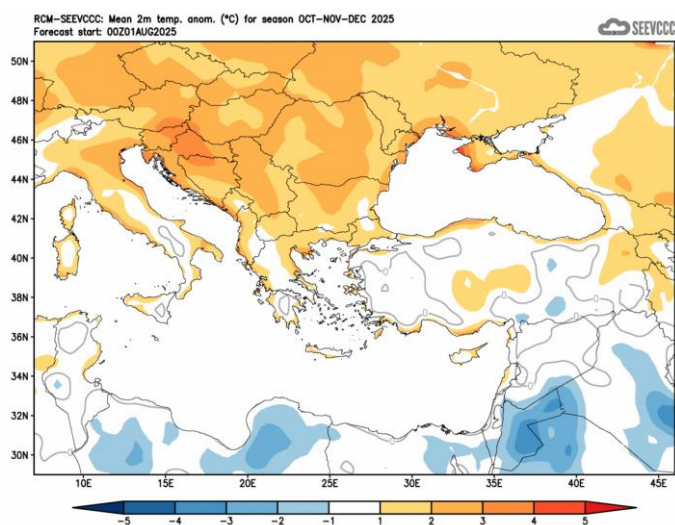 RCM-SEEVCCC: Mean 2m temp. anom. (°C) for season OCT-NOV-DEC 2025
Forecast start: 00Z01AUG2025
SEEVCCC
50N
48N
46N
44N
42N
40N
38N
36N
34N
32N
30N
10E 15E 20E 25E 30E 35E 40E 45E
-5 -4 -3 -2 -1 1 2 3 4 5